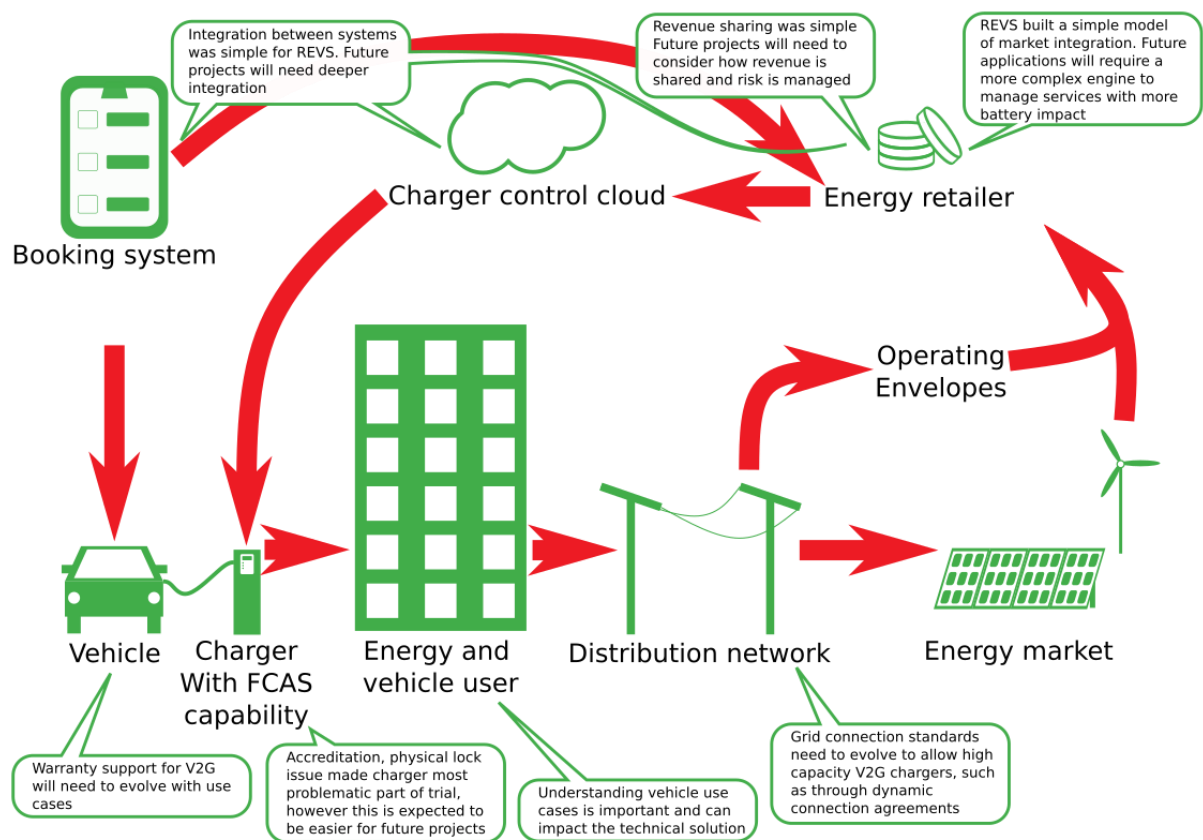 Integration between systems
was simple for REVS. Future
projects will need deeper
integration
Revenue sharing was simple
Future projects will need to
consider how revenue is
shared and risk is managed
REVS built a simple model
of market integration. Future
applications will require a
more complex engine to
manage services with more
battery impact
Booking system
Charger control cloud
Energy retailer
Operating
Envelopes
Vehicle
Charger
With FCAS
capability
Energy and
vehicle user
Distribution network
Energy market
Warranty support for V2G
will need to evolve with use
cases
Accreditation, physical lock
issue made charger most
problematic part of trial,
however this is expected to
be easier for future projects
Understanding vehicle use
cases is important and can
impact the technical solution
Grid connection standards
need to evolve to allow high
capacity V2G chargers, such
as through dynamic
connection agreements